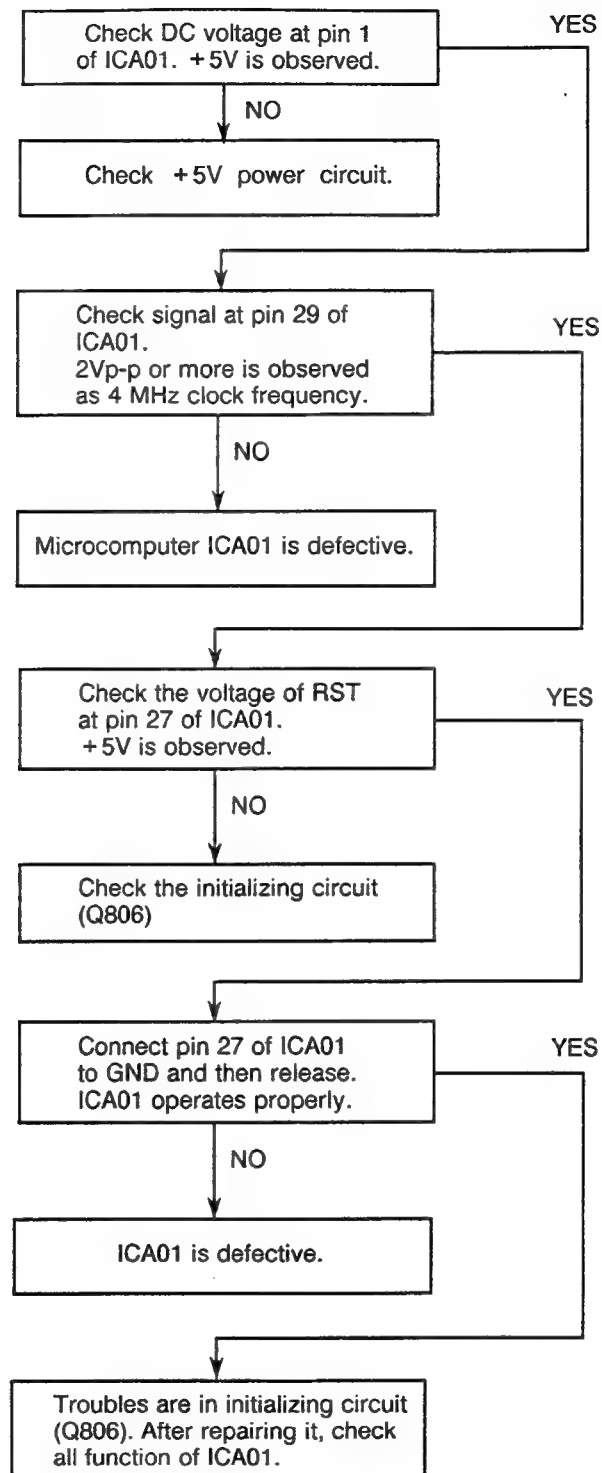 Check DC voltage at pin 1
of ICA01. +5V is observed.
YES
NO
Check +5V power circuit.
Check signal at pin 29 of
ICA01.
2Vp-p or more is observed
as 4 MHz clock frequency.
YES
NO
Microcomputer ICA01 is defective.
Check the voltage of RST
at pin 27 of ICA01.
+5V is observed.
YES
NO
Check the initializing circuit
(Q806)
Connect pin 27 of ICA01
to GND and then release.
ICA01 operates properly.
YES
NO
ICA01 is defective.
Troubles are in initializing circuit
(Q806). After repairing it, check
all function of ICA01.